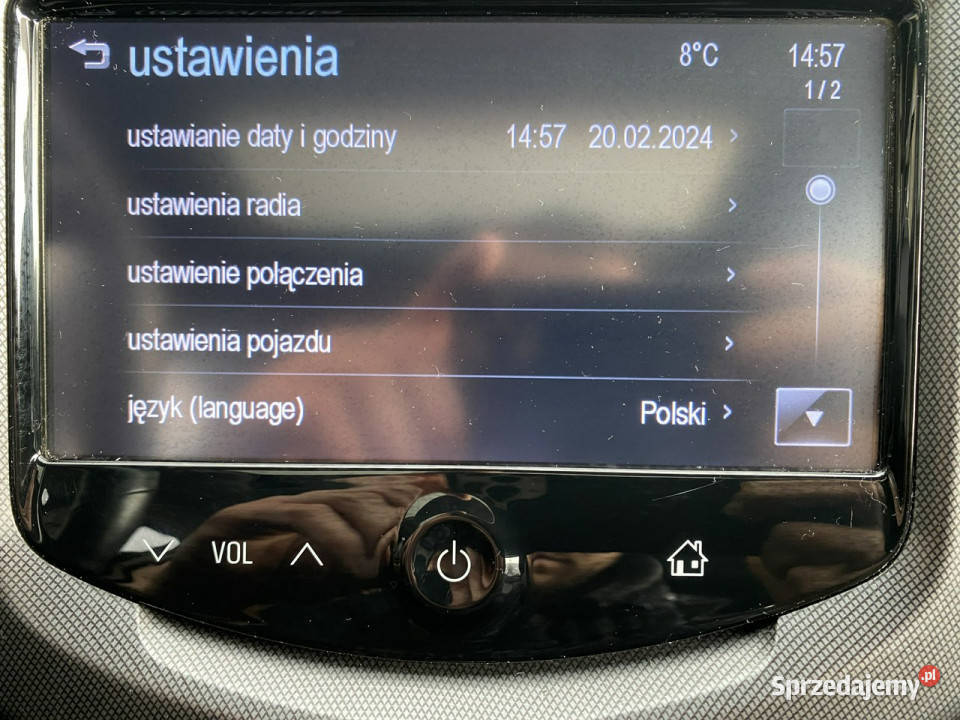 ustawienia 8°C 14:57
1/2
ustawianie daty i godziny 14:57 20.02.2024 >
ustawienia radia >
ustawienie połączenia >
ustawienia pojazdu >
język (language) Polski >
VOL
Sprzedajemy.pl